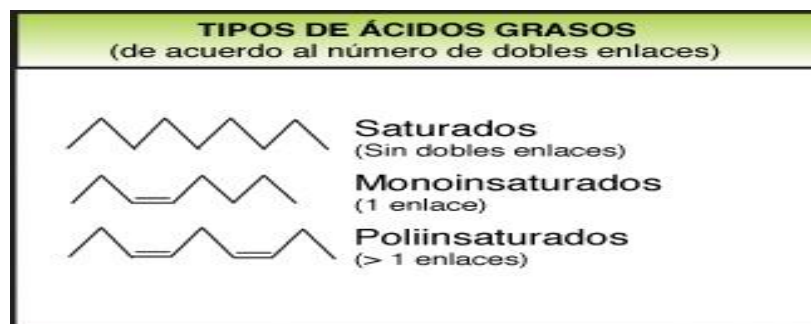 TIPOS DE ÁCIDOS GRASOS
(de acuerdo al número de dobles enlaces)
Saturados
(Sin dobles enlaces)
Monoinsaturados
(1 enlace)
Poliinsaturados
(> 1 enlaces)